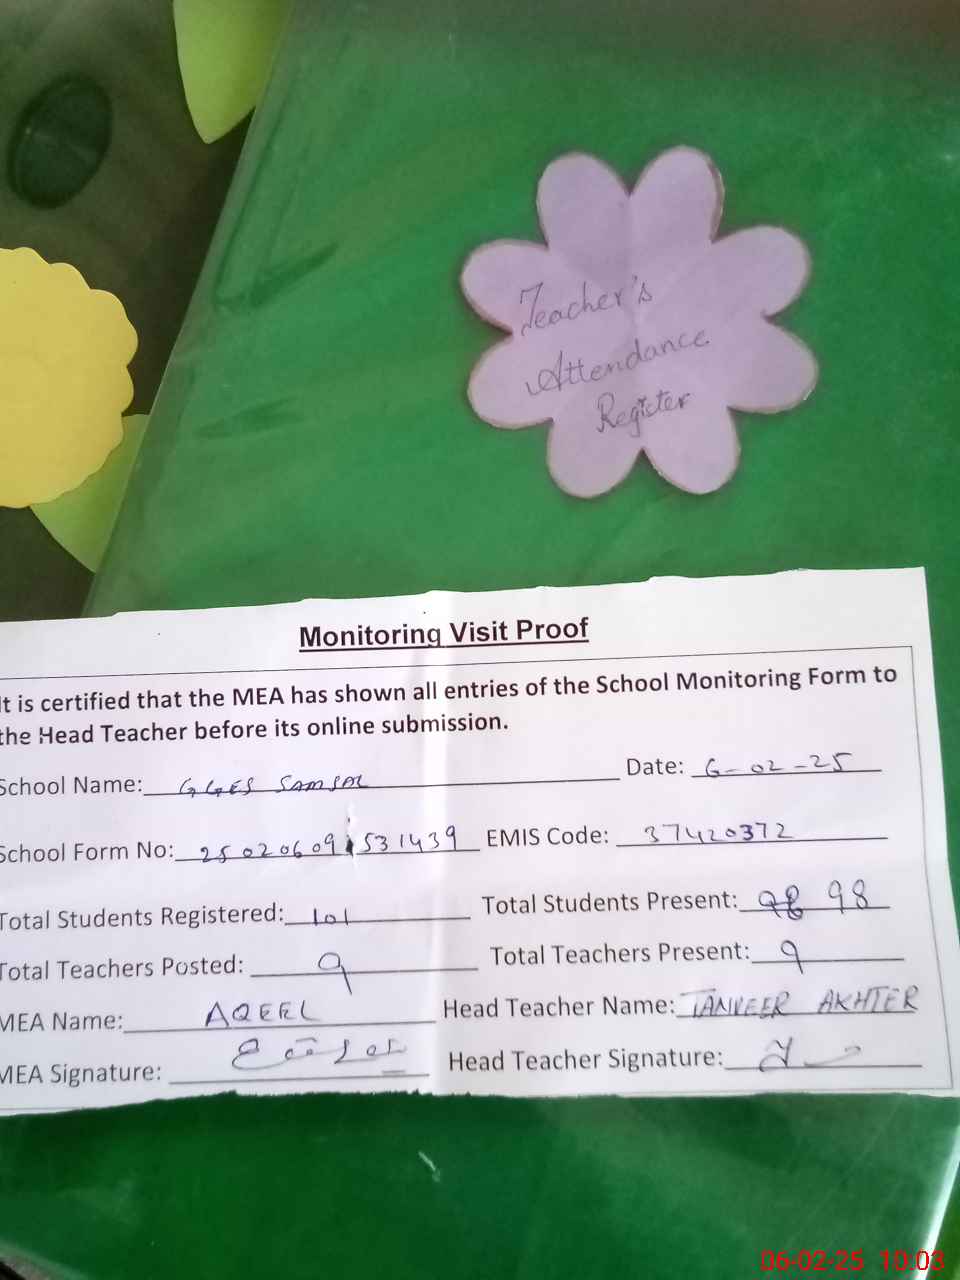 Teacher's
Attendance
Register
Monitoring Visit Proof
It is certified that the MEA has shown all entries of the School Monitoring Form to
the Head Teacher before its online submission.
School Name: GGES SAMSAL Date: 6-02-25
School Form No: 25020609 531439 EMIS Code: 37420372
Total Students Registered: 101 Total Students Present: 98
Total Teachers Posted: 9 Total Teachers Present: 9
MEA Name: AQEEL Head Teacher Name: TANVEER AKHTER
MEA Signature: Head Teacher Signature:
06-02-25 10:03